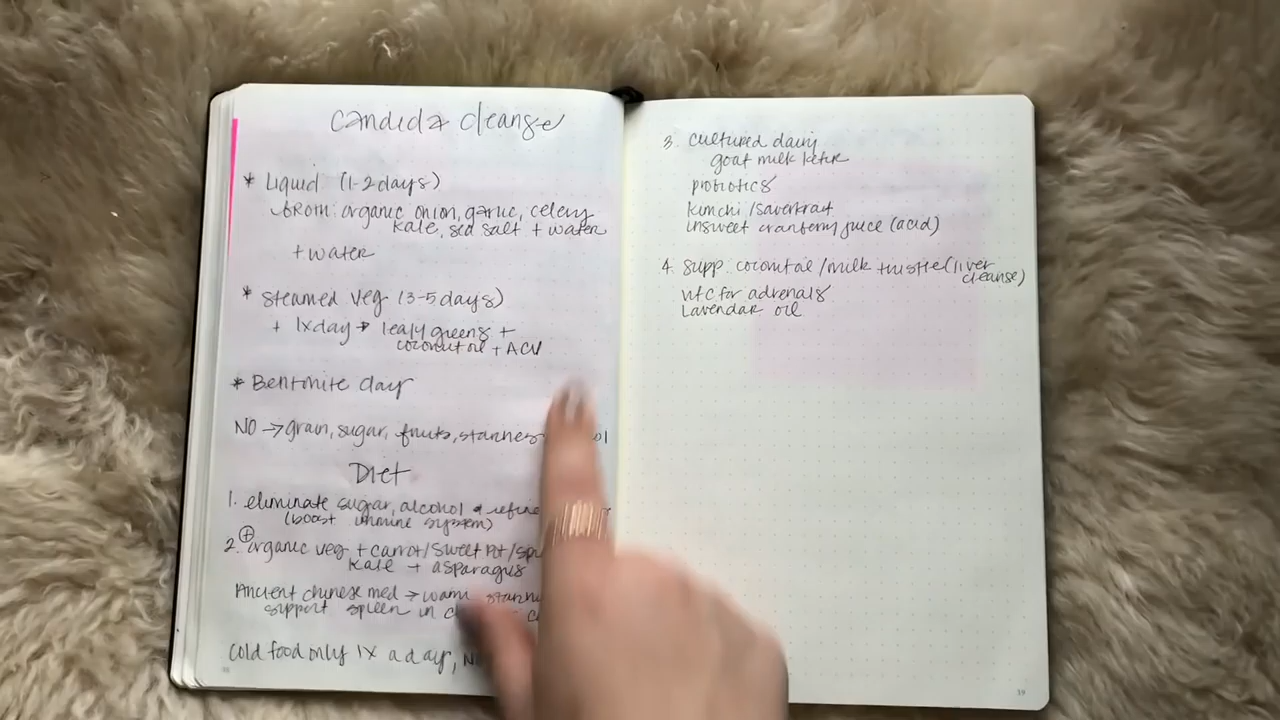 candida cleanse
* Liquid (1-2 days)
broth: organic onion, garlic, celery
kale, sea salt + water
+ water
* Steamed veg (3-5 days)
+ 1x day → leafy greens +
coconut oil + ACV
* Bentonite day
NO → grain, sugar, fruits, starches
Diet
1. eliminate sugar, alcohol +
(boost immune system)
2. organic veg + carrot/sweet pot/
kale + asparagus
Ancient chinese med → warm
support spleen in
Cold food only 1x a day,
3. cultured dairy
goat milk kefir
probiotics
kimchi / saverkraut
unsweet cranberry juice (acid)
4. Supp. coconut oil / milk thistle (liver
cleanse)
vit C for adrenals
Lavendar oil
19